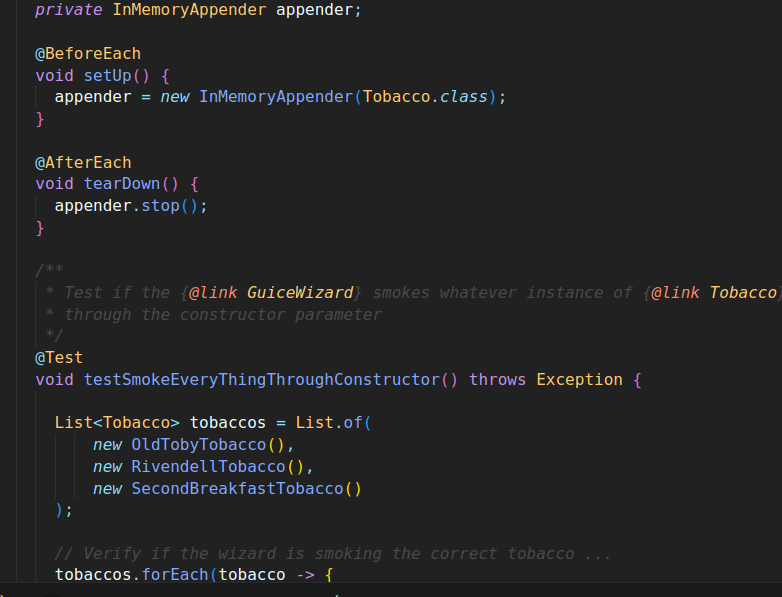 private InMemoryAppender appender;
@BeforeEach
void setUp() {
appender = new InMemoryAppender(Tobacco.class);
}
@AfterEach
void tearDown() {
appender.stop();
}
/**
* Test if the {@link GuiceWizard} smokes whatever instance of {@link Tobacco}
* through the constructor parameter
*/
@Test
void testSmokeEveryThingThroughConstructor() throws Exception {
List<Tobacco> tobaccos = List.of(
new OldTobyTobacco(),
new RivendellTobacco(),
new SecondBreakfastTobacco()
);
// Verify if the wizard is smoking the correct tobacco ...
tobaccos.forEach(tobacco -> {